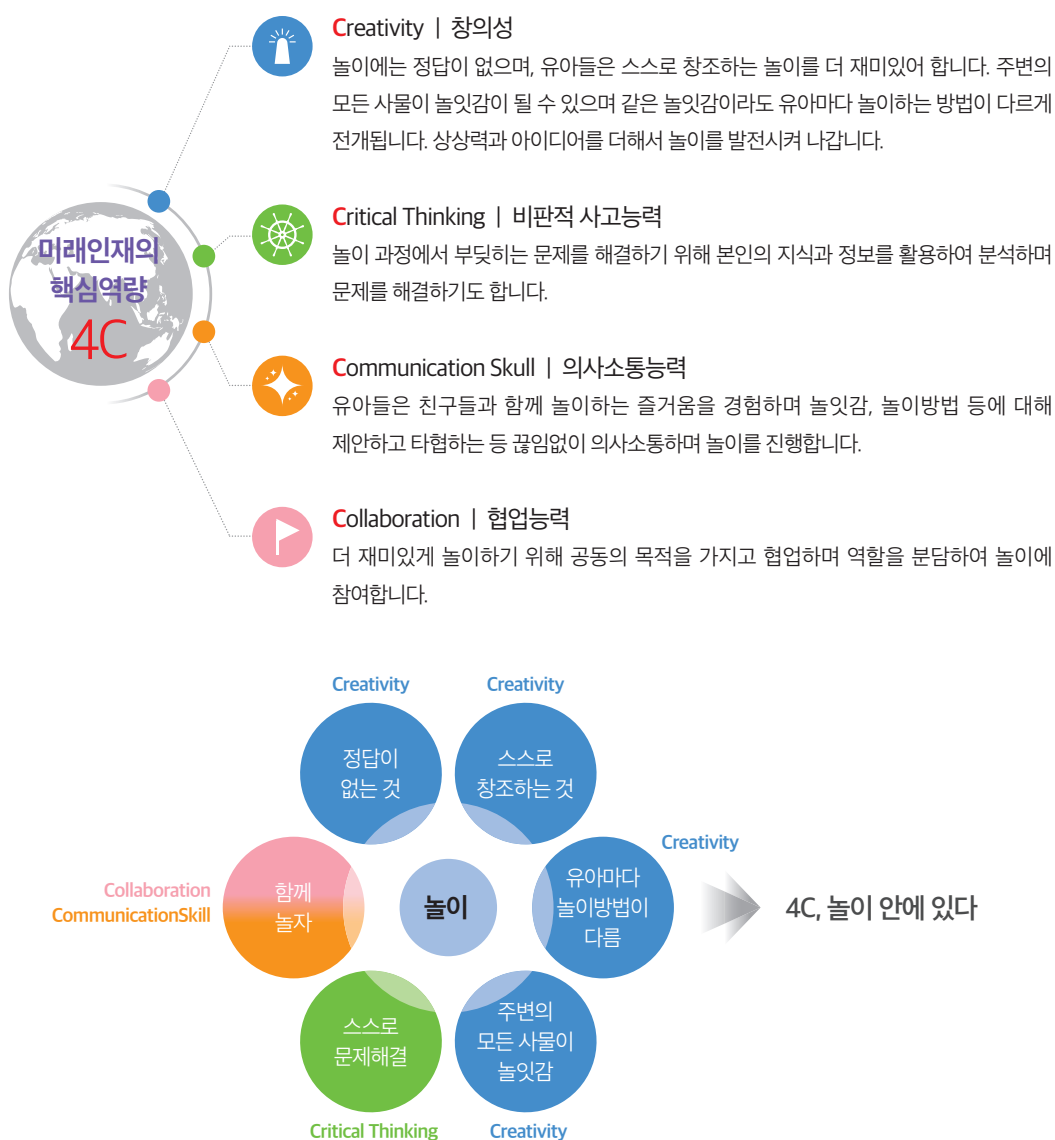 Creativity | 창의성
놀이에는 정답이 없으며, 유아들은 스스로 창조하는 놀이를 더 재미있어 합니다. 주변의
모든 사물이 놀잇감이 될 수 있으며 같은 놀잇감이라도 유아마다 놀이하는 방법이 다르게
전개됩니다. 상상력과 아이디어를 더해서 놀이를 발전시켜 나갑니다.
미래인재의
핵심역량
4C
Critical Thinking | 비판적 사고능력
놀이 과정에서 부딪히는 문제를 해결하기 위해 본인의 지식과 정보를 활용하여 분석하며
문제를 해결하기도 합니다.
Communication Skull | 의사소통능력
유아들은 친구들과 함께 놀이하는 즐거움을 경험하며 놀잇감, 놀이방법 등에 대해
제안하고 타협하는 등 끊임없이 의사소통하며 놀이를 진행합니다.
Collaboration | 협업능력
더 재미있게 놀이하기 위해 공동의 목적을 가지고 협업하며 역할을 분담하여 놀이에
참여합니다.
Creativity
정답이
없는 것
Creativity
스스로
창조하는 것
Creativity
유아마다
놀이방법이
다름
Collaboration
CommunicationSkill
함께
놀자
놀이
4C, 놀이 안에 있다
스스로
문제해결
Critical Thinking
주변의
모든 사물이
놀잇감
Creativity